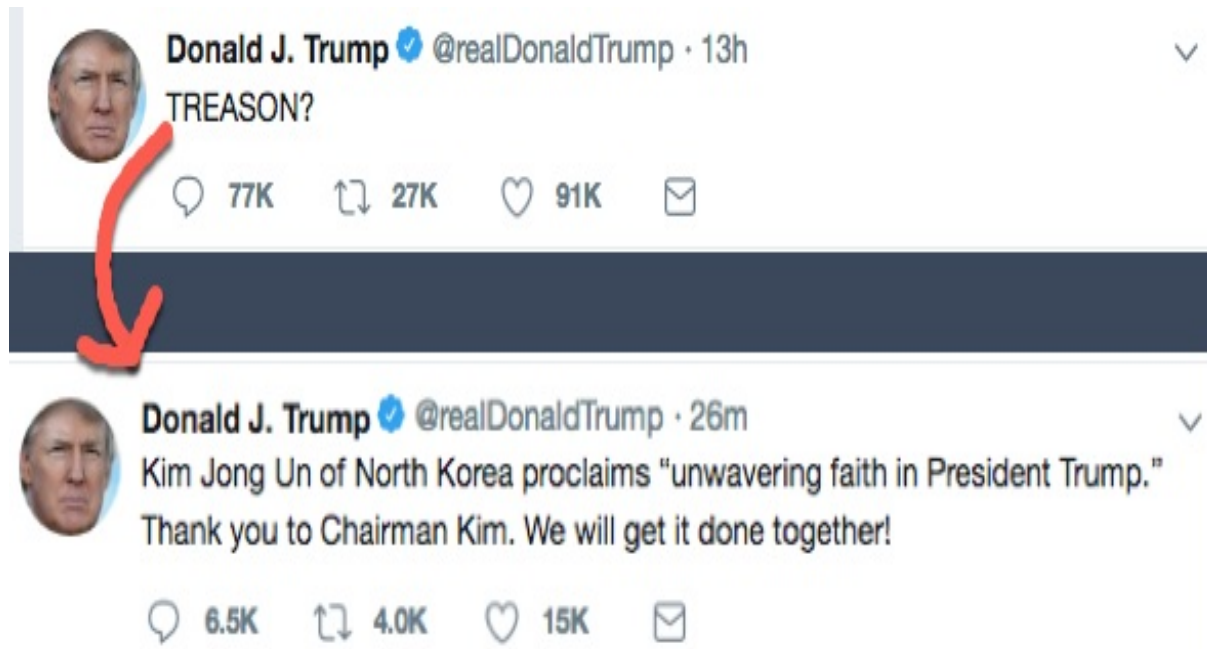 Donald J. Trump @realDonaldTrump · 13h
TREASON?
77K 27K 91K
Donald J. Trump @realDonaldTrump · 26m
Kim Jong Un of North Korea proclaims “unwavering faith in President Trump.”
Thank you to Chairman Kim. We will get it done together!
6.5K 4.0K 15K